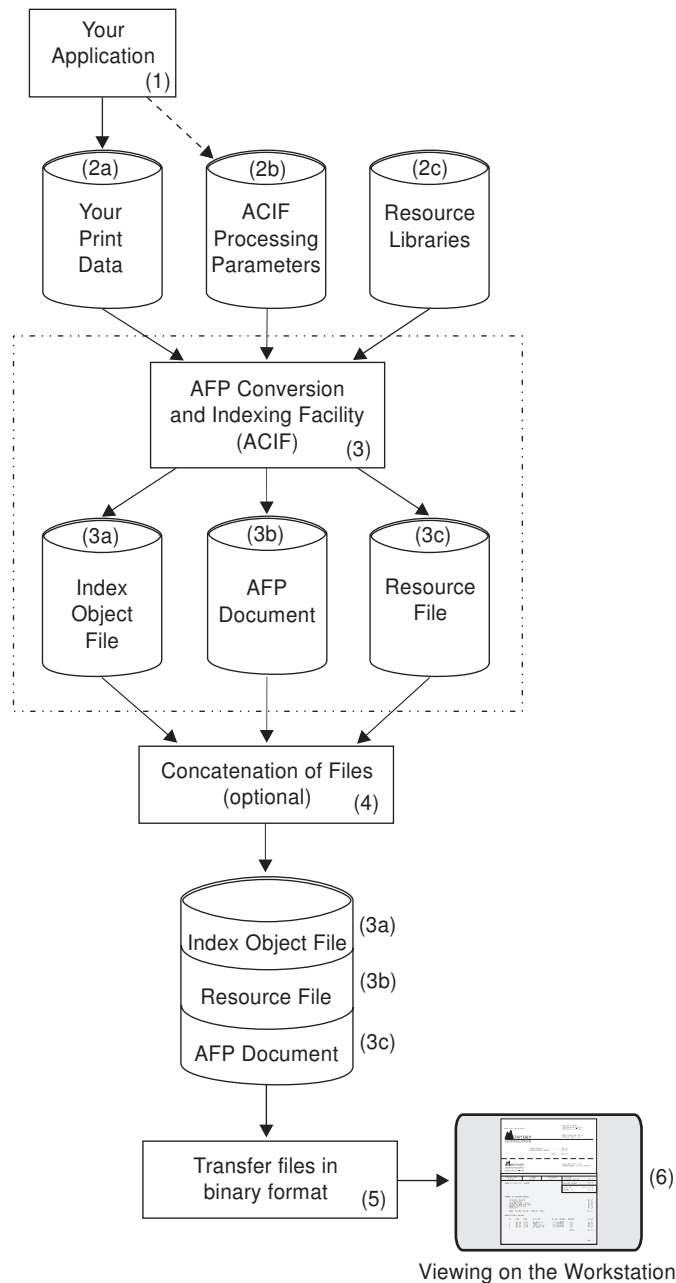 Your
Application
(1)
(2a)
Your
Print
Data
(2b)
ACIF
Processing
Parameters
(2c)
Resource
Libraries
AFP Conversion
and Indexing Facility
(ACIF)
(3)
(3a)
Index
Object
File
(3b)
AFP
Document
(3c)
Resource
File
Concatenation of Files
(optional)
(4)
Index Object File
(3a)
Resource File
(3b)
AFP Document
(3c)
Transfer files in
binary format
(5)
(6)
Viewing on the Workstation